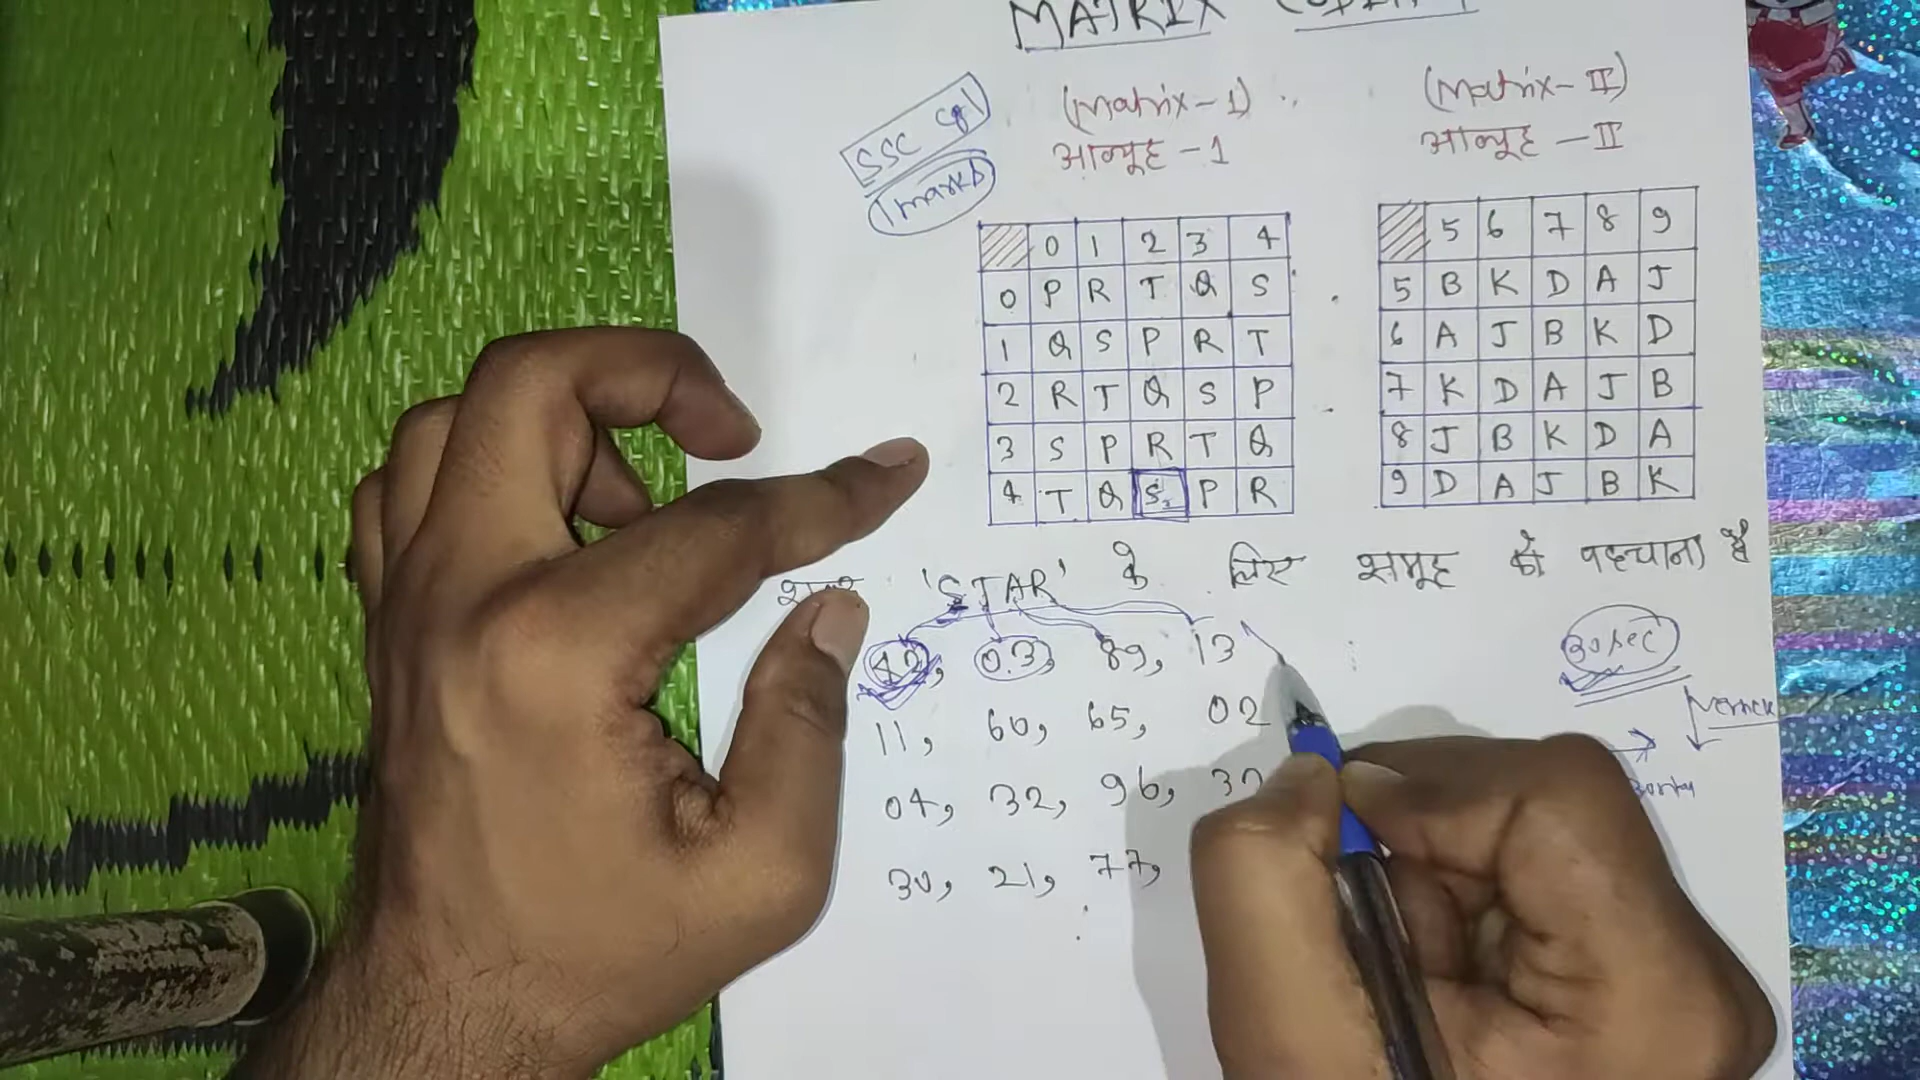 MATRIX
(Matrix-1)
आव्यूह -1
(Matrix-II)
आव्यूह -II
SSC cgl
1 marks
0 1 2 3 4
0 P R T Q S
1 Q S P R T
2 R T Q S P
3 S P R T Q
4 T Q S P R
5 6 7 8 9
5 B K D A J
6 A J B K D
7 K D A J B
8 J B K D A
9 D A J B K
'STAR' के लिए समूह को पहचाना है
42, 03, 89, 13
11, 60, 65, 02
04, 32, 96,
30, 21, 77,
30 sec